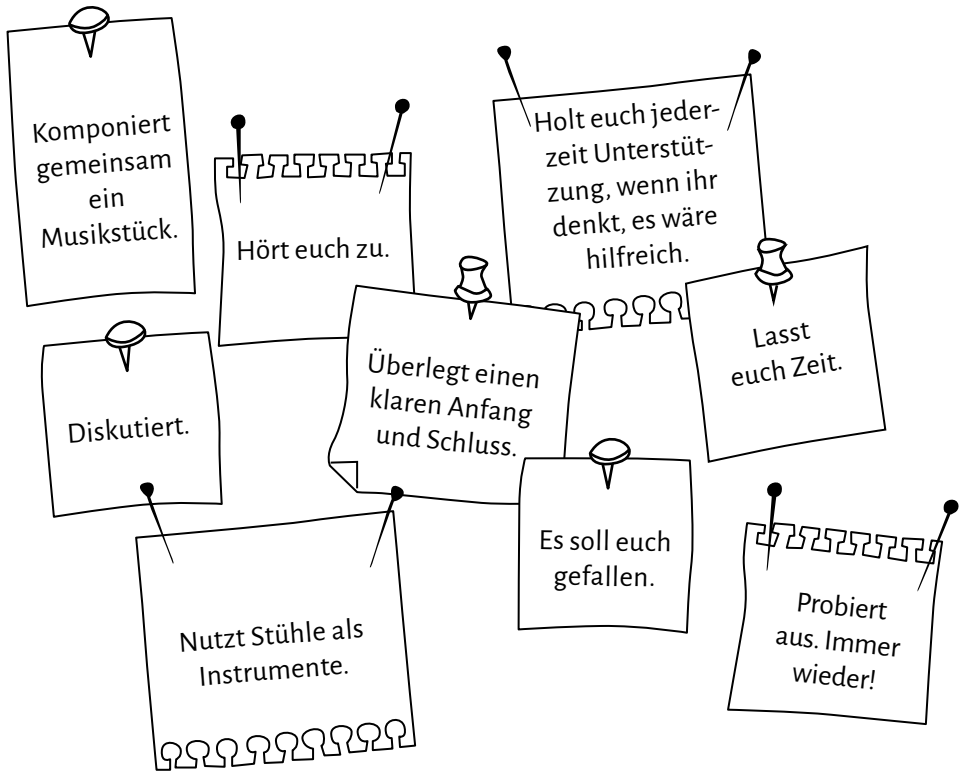 Komponiert
gemeinsam
ein
Musikstück.
Hört euch zu.
Holt euch jeder-
zeit Unterstüt-
zung, wenn ihr
denkt, es wäre
hilfreich.
Diskutiert.
Überlegt einen
klaren Anfang
und Schluss.
Lasst
euch Zeit.
Nutzt Stühle als
Instrumente.
Es soll euch
gefallen.
Probiert
aus. Immer
wieder!